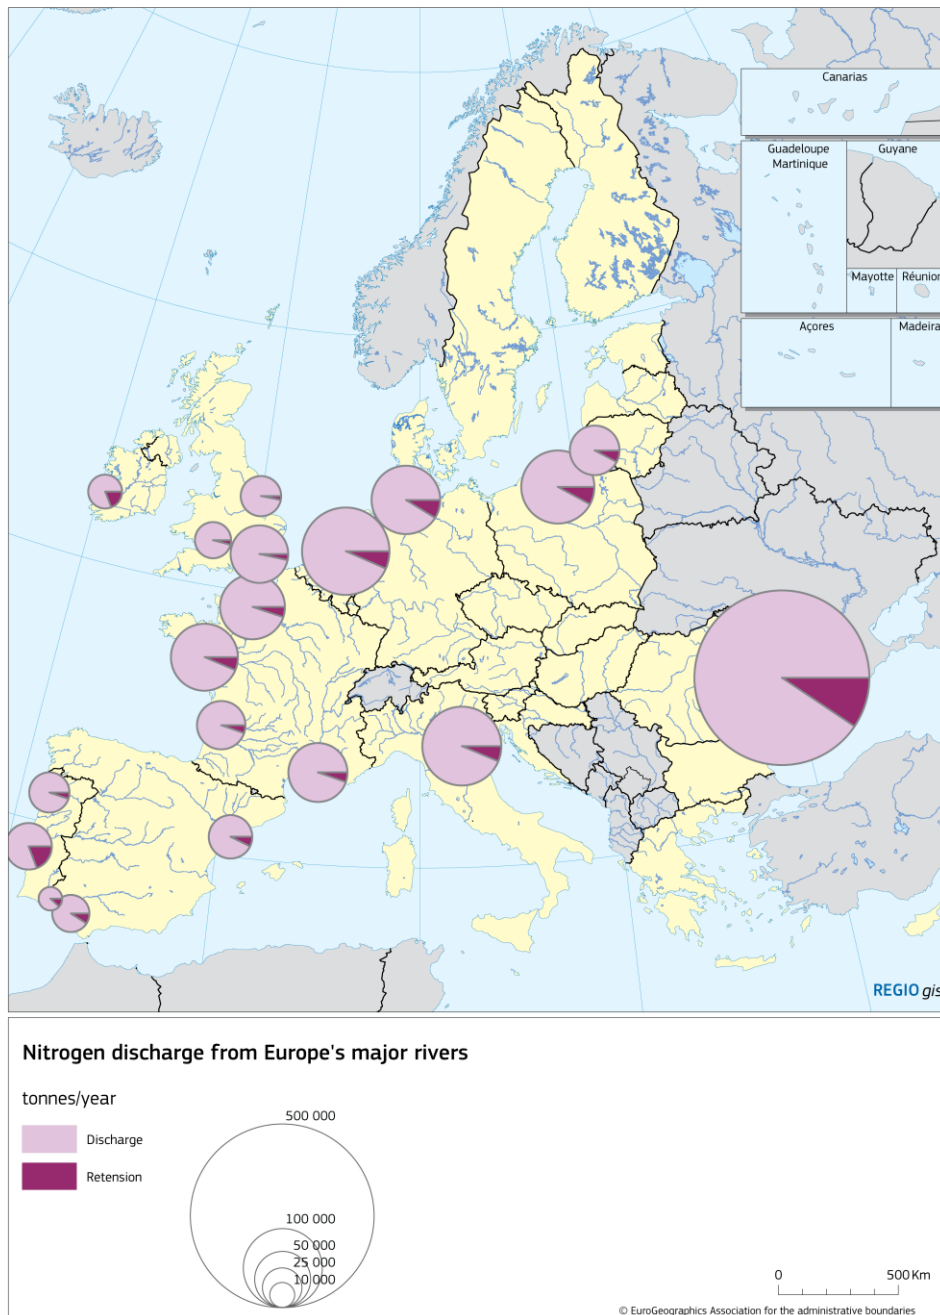 Canarias
Guadeloupe
Martinique
Guyane
Mayotte
Réunion
Açores
Madeira
REGIO gis
Nitrogen discharge from Europe's major rivers
tonnes/year
Discharge
Retension
500 000
100 000
50 000
25 000
10 000
0
500 Km
© EuroGeographics Association for the administrative boundaries